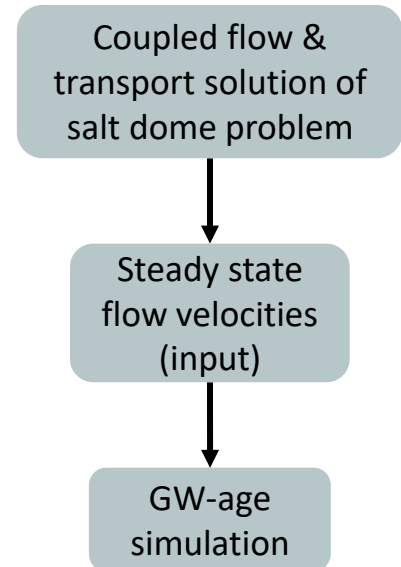 Coupled flow &
transport solution of
salt dome problem
Steady state
flow velocities
(input)
GW-age
simulation